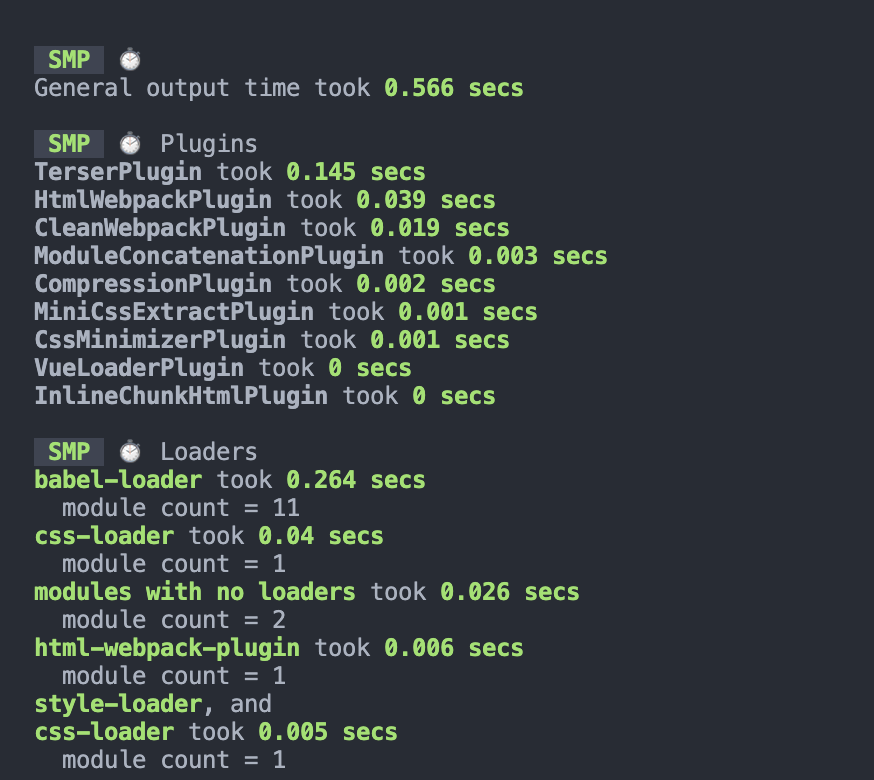 SMP ⏱
General output time took 0.566 secs
SMP ⏱ Plugins
TerserPlugin took 0.145 secs
HtmlWebpackPlugin took 0.039 secs
CleanWebpackPlugin took 0.019 secs
ModuleConcatenationPlugin took 0.003 secs
CompressionPlugin took 0.002 secs
MiniCssExtractPlugin took 0.001 secs
CssMinimizerPlugin took 0.001 secs
VueLoaderPlugin took 0 secs
InlineChunkHtmlPlugin took 0 secs
SMP ⏱ Loaders
babel-loader took 0.264 secs
module count = 11
css-loader took 0.04 secs
module count = 1
modules with no loaders took 0.026 secs
module count = 2
html-webpack-plugin took 0.006 secs
module count = 1
style-loader, and
css-loader took 0.005 secs
module count = 1